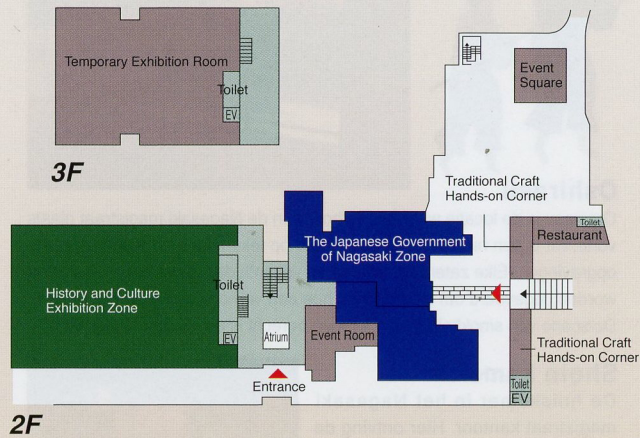 Temporary Exhibition Room
Toilet
EV
3F
Event
Square
Traditional Craft
Hands-on Corner
Toilet
Restaurant
The Japanese Government
of Nagasaki Zone
History and Culture
Exhibition Zone
Toilet
EV
Atrium
Event Room
Entrance
Traditional Craft
Hands-on Corner
Toilet
EV
2F